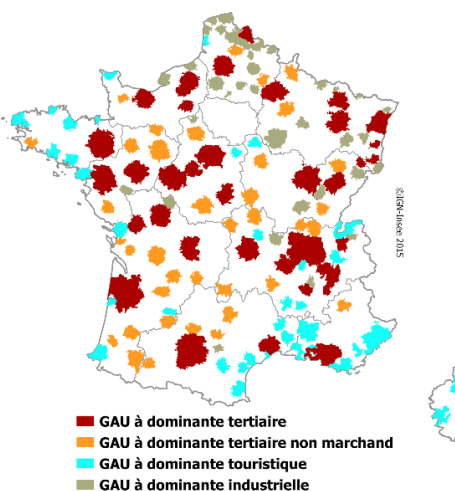 ©IGN-Insee 2015
GAU à dominante tertiaire
GAU à dominante tertiaire non marchand
GAU à dominante touristique
GAU à dominante industrielle